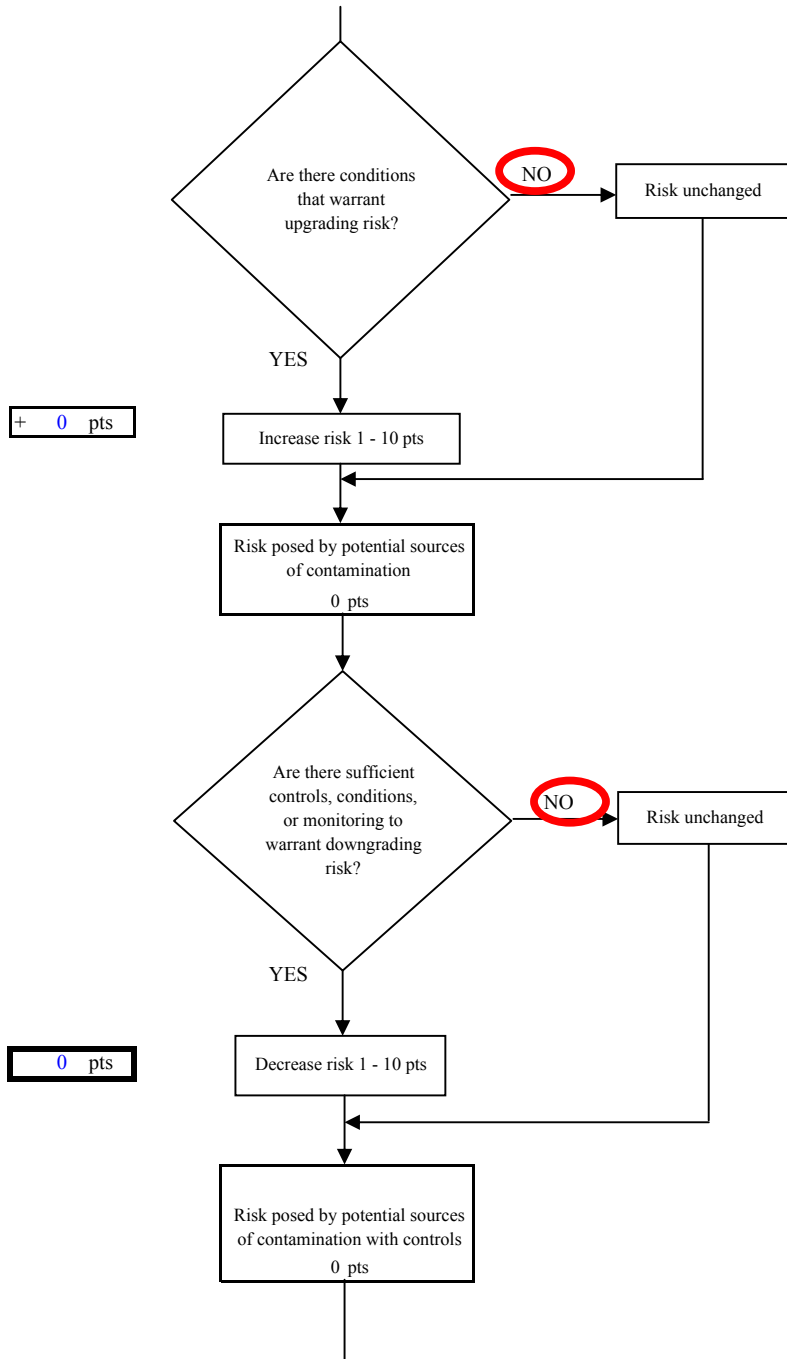 Are there conditions
that warrant
upgrading risk?
NO
Risk unchanged
YES
+ 0 pts
Increase risk 1 - 10 pts
Risk posed by potential sources
of contamination
0 pts
Are there sufficient
controls, conditions,
or monitoring to
warrant downgrading
risk?
NO
Risk unchanged
YES
0 pts
Decrease risk 1 - 10 pts
Risk posed by potential sources
of contamination with controls
0 pts